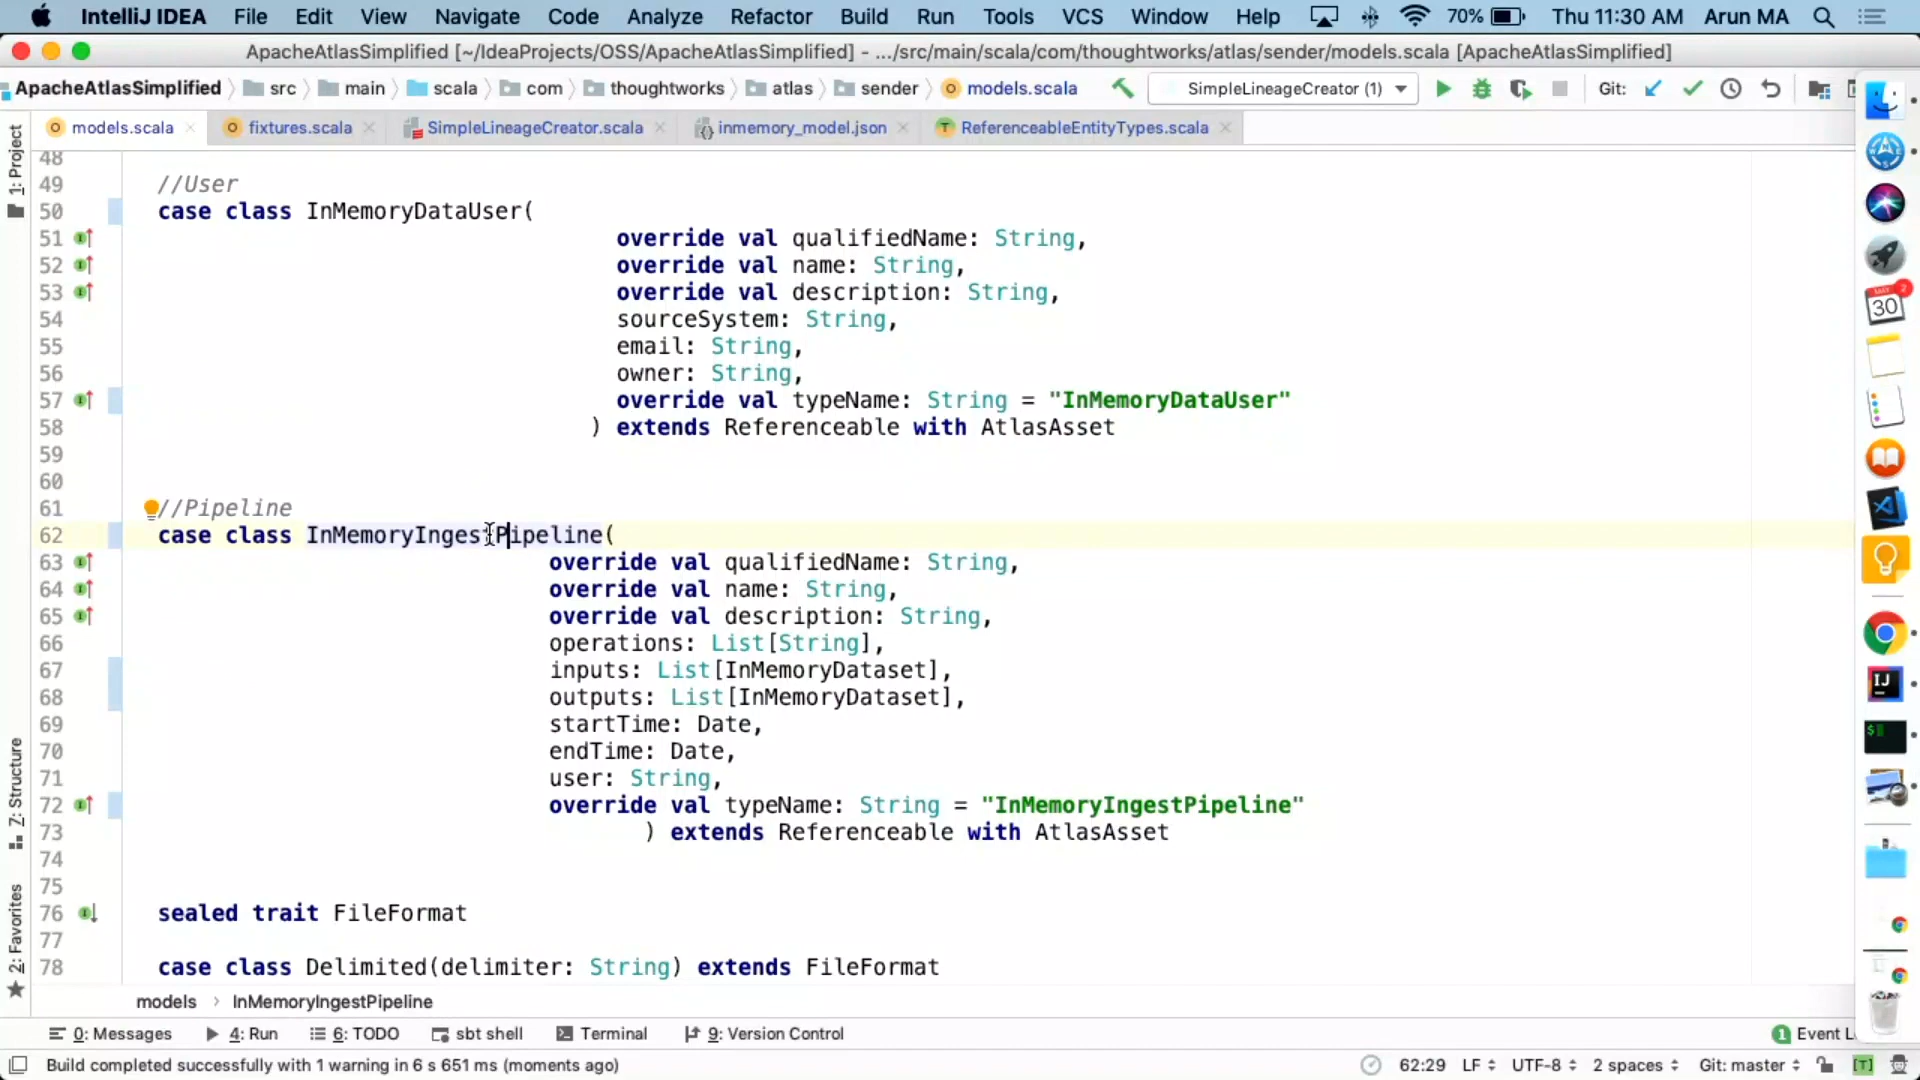 IntelliJ IDEA File Edit View Navigate Code Analyze Refactor Build Run Tools VCS Window Help 70% Thu 11:30 AM Arun MA
ApacheAtlasSimplified [~/IdeaProjects/OSS/ApacheAtlasSimplified] - .../src/main/scala/com/thoughtworks/atlas/sender/models.scala [ApacheAtlasSimplified]
ApacheAtlasSimplified src main scala com thoughtworks atlas sender models.scala SimpleLineageCreator (1) Git:
models.scala fixtures.scala SimpleLineageCreator.scala inmemory_model.json ReferenceableEntityTypes.scala
1: Project
Z: Structure
2: Favorites
48
49 //User
50 case class InMemoryDataUser(
51 override val qualifiedName: String,
52 override val name: String,
53 override val description: String,
54 sourceSystem: String,
55 email: String,
56 owner: String,
57 override val typeName: String = "InMemoryDataUser"
58 ) extends Referenceable with AtlasAsset
59
60
61 //Pipeline
62 case class InMemoryIngestPipeline(
63 override val qualifiedName: String,
64 override val name: String,
65 override val description: String,
66 operations: List[String],
67 inputs: List[InMemoryDataset],
68 outputs: List[InMemoryDataset],
69 startTime: Date,
70 endTime: Date,
71 user: String,
72 override val typeName: String = "InMemoryIngestPipeline"
73 ) extends Referenceable with AtlasAsset
74
75
76 sealed trait FileFormat
77
78 case class Delimited(delimiter: String) extends FileFormat
models › InMemoryIngestPipeline
0: Messages 4: Run 6: TODO sbt shell Terminal 9: Version Control 1 Event L
Build completed successfully with 1 warning in 6 s 651 ms (moments ago) 62:29 LF UTF-8 2 spaces Git: master [T]
MAY
2
30
IJ
$